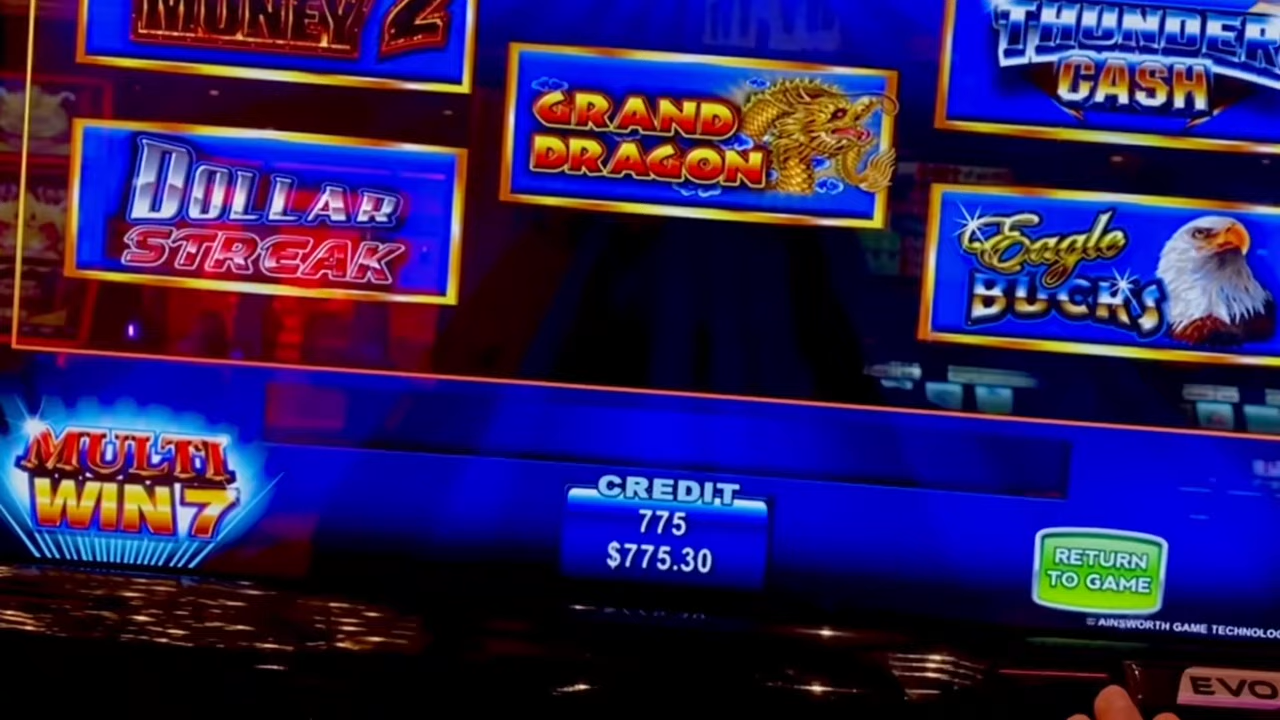 MONEY 2
THUNDER
CASH
GRAND
DRAGON
DOLLAR
STREAK
Eagle
BUCKS
MULTI
WIN 7
CREDIT
775
$775.30
RETURN
TO GAME
© AINSWORTH GAME TECHNOLO
EVO